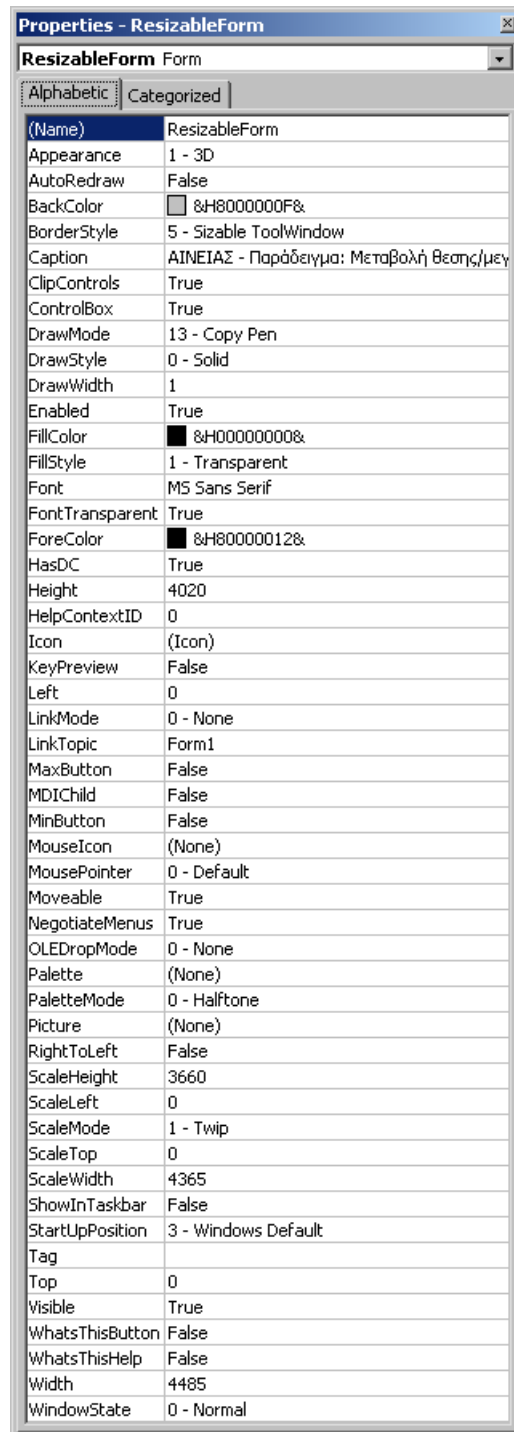 Properties - ResizableForm
ResizableForm Form
Alphabetic Categorized
(Name) ResizableForm
Appearance 1 - 3D
AutoRedraw False
BackColor &H8000000F&
BorderStyle 5 - Sizable ToolWindow
Caption ΑΙΝΕΙΑΣ - Παράδειγμα: Μεταβολή θεσης/μεγ
ClipControls True
ControlBox True
DrawMode 13 - Copy Pen
DrawStyle 0 - Solid
DrawWidth 1
Enabled True
FillColor &H00000000&
FillStyle 1 - Transparent
Font MS Sans Serif
FontTransparent True
ForeColor &H80000012&
HasDC True
Height 4020
HelpContextID 0
Icon (Icon)
KeyPreview False
Left 0
LinkMode 0 - None
LinkTopic Form1
MaxButton False
MDIChild False
MinButton False
MouseIcon (None)
MousePointer 0 - Default
Moveable True
NegotiateMenus True
OLEDropMode 0 - None
Palette (None)
PaletteMode 0 - Halftone
Picture (None)
RightToLeft False
ScaleHeight 3660
ScaleLeft 0
ScaleMode 1 - Twip
ScaleTop 0
ScaleWidth 4365
ShowInTaskbar False
StartUpPosition 3 - Windows Default
Tag
Top 0
Visible True
WhatsThisButton False
WhatsThisHelp False
Width 4485
WindowState 0 - Normal